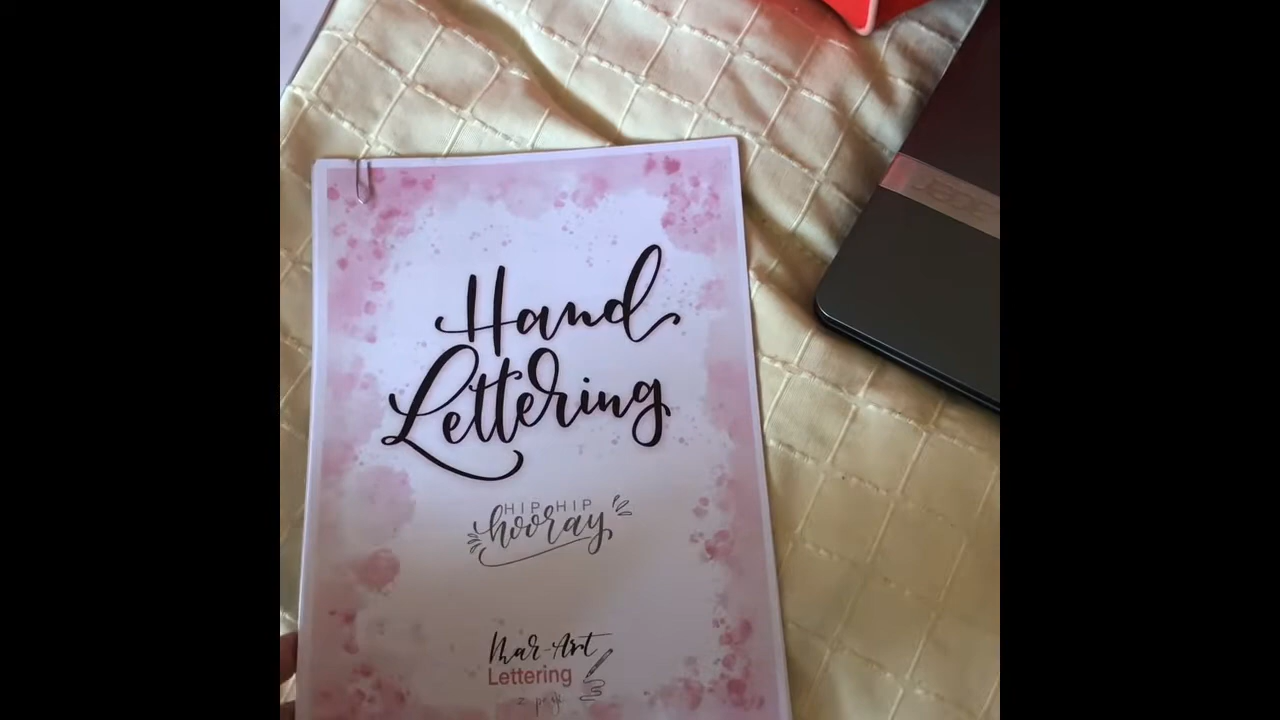 Hand
Lettering
HIP HIP
hooray
Mar-Art
Lettering